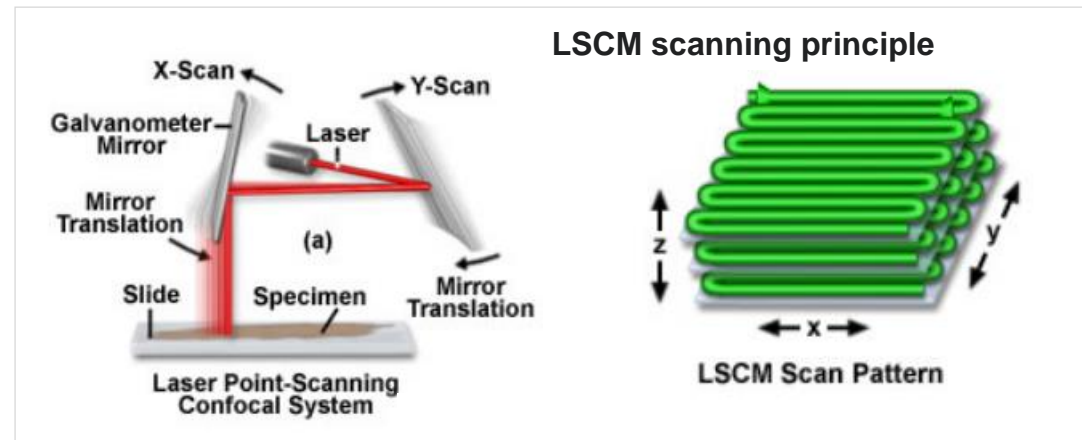 LSCM scanning principle
X-Scan
Y-Scan
Galvanometer
Mirror
Laser
Mirror
Translation
(a)
Slide
Specimen
Mirror
Translation
Laser Point-Scanning
Confocal System
z
y
x
LSCM Scan Pattern